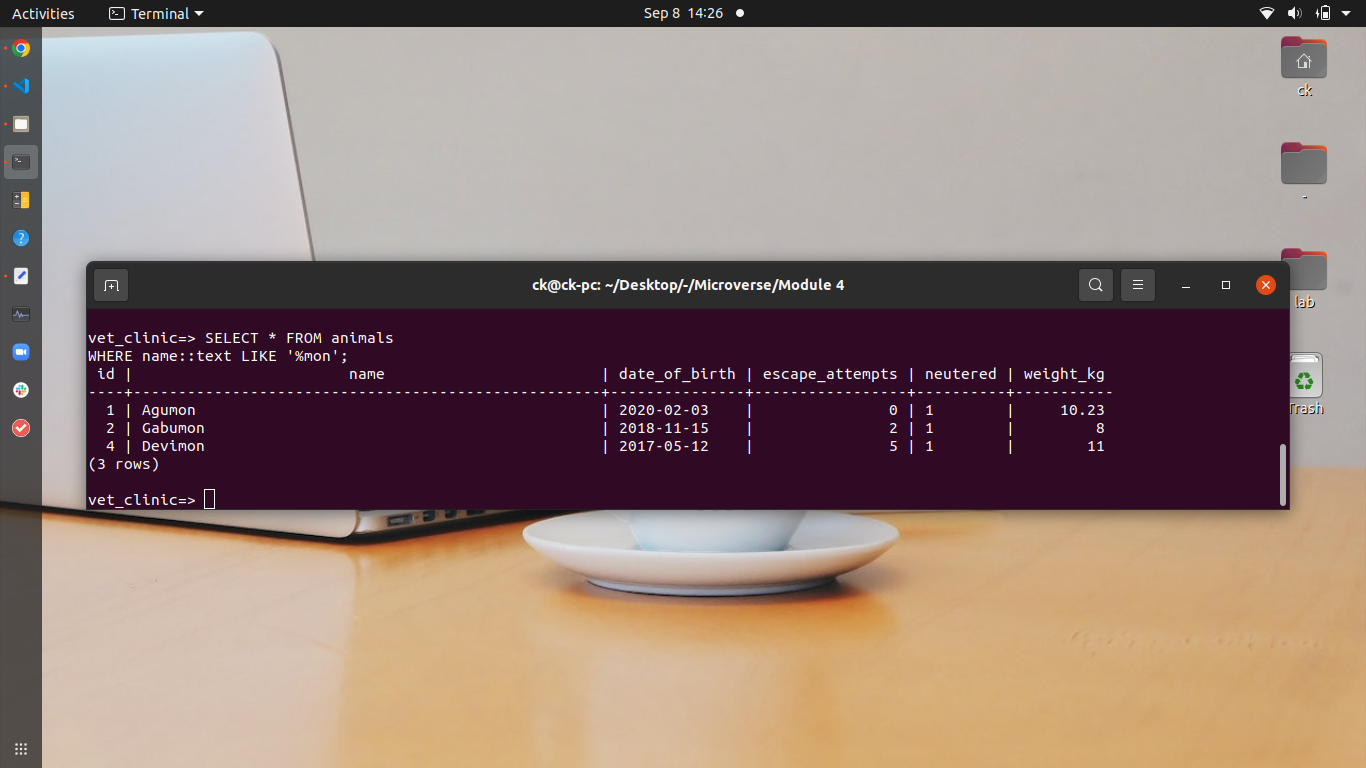 Activities Terminal Sep 8 14:26
ck
-
lab
Trash
ck@ck-pc: ~/Desktop/-/Microverse/Module 4
vet_clinic=> SELECT * FROM animals
WHERE name::text LIKE '%mon';
 id |                        name                        | date_of_birth | escape_attempts | neutered | weight_kg
----+----------------------------------------------------+---------------+-----------------+----------+-----------
  1 | Agumon                                             | 2020-02-03    |               0 | 1        |     10.23
  2 | Gabumon                                            | 2018-11-15    |               2 | 1        |         8
  4 | Devimon                                            | 2017-05-12    |               5 | 1        |        11
(3 rows)
vet_clinic=>